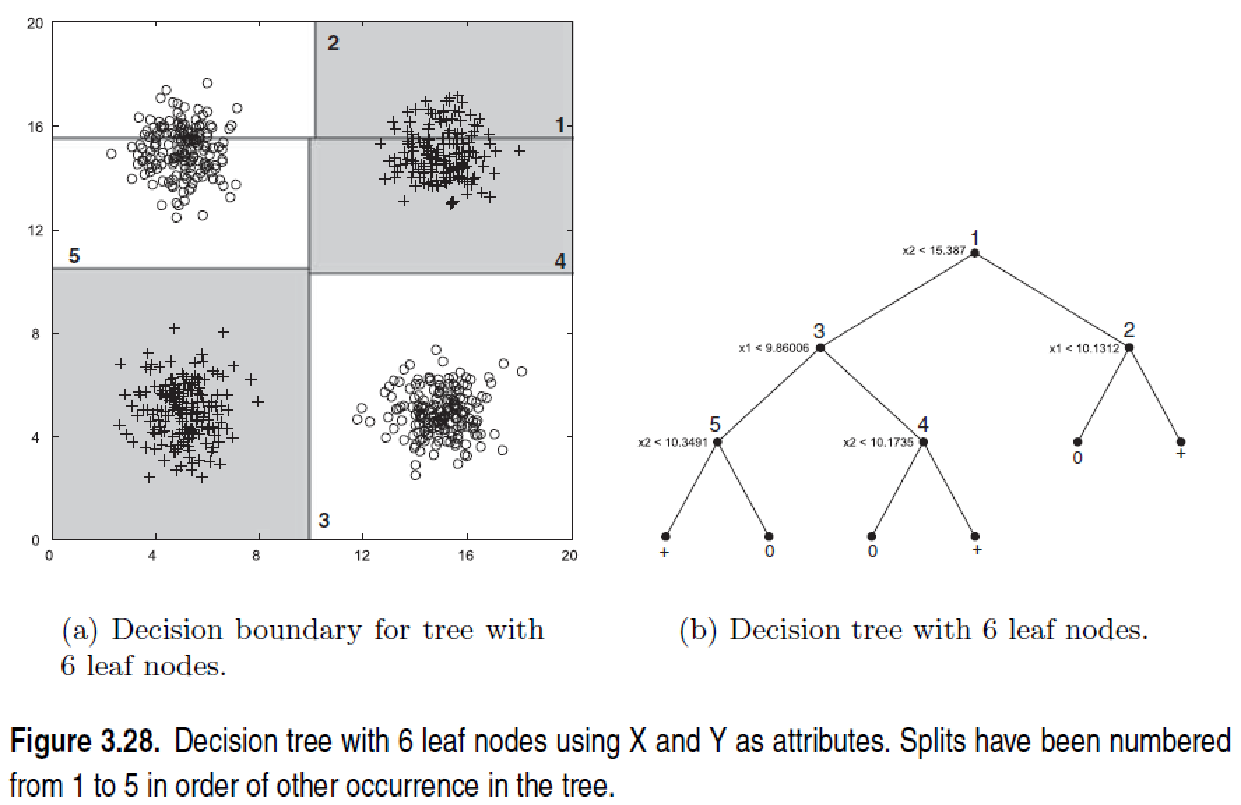 20
16
12
8
4
0
0
4
8
12
16
20
2
1
5
4
3
1
x2 < 15.387
3
x1 < 9.86006
2
x1 < 10.1312
5
x2 < 10.3491
4
x2 < 10.1735
0
+
+
0
0
+
(a) Decision boundary for tree with
6 leaf nodes.
(b) Decision tree with 6 leaf nodes.
Figure 3.28. Decision tree with 6 leaf nodes using X and Y as attributes. Splits have been numbered
from 1 to 5 in order of other occurrence in the tree.